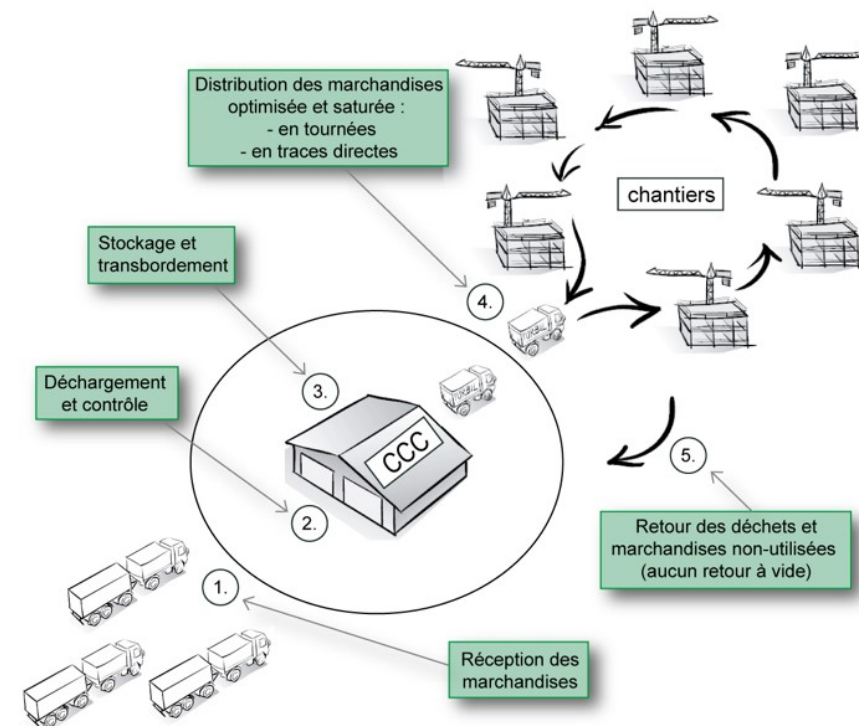 Distribution des marchandises
optimisée et saturée :
- en tournées
- en traces directes
chantiers
Stockage et
transbordement
4.
Déchargement
et contrôle
3.
CCC
2.
5.
Retour des déchets et
marchandises non-utilisées
(aucun retour à vide)
1.
Réception des
marchandises